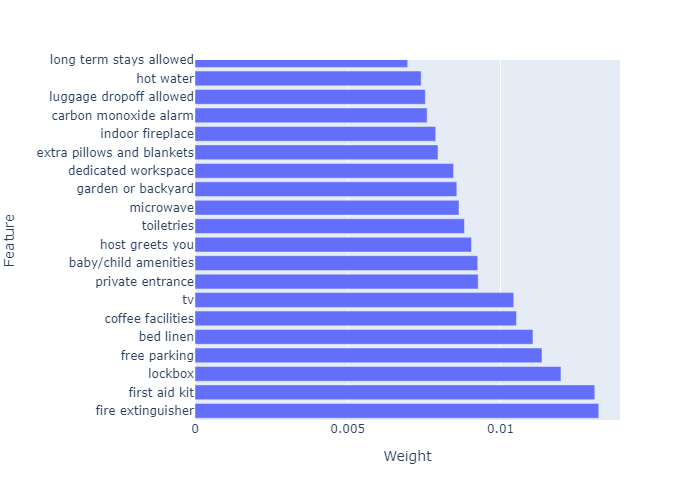 long term stays allowed
hot water
luggage dropoff allowed
carbon monoxide alarm
indoor fireplace
extra pillows and blankets
dedicated workspace
garden or backyard
microwave
toiletries
host greets you
baby/child amenities
private entrance
tv
coffee facilities
bed linen
free parking
lockbox
first aid kit
fire extinguisher
0 0.005 0.01
Weight
Feature